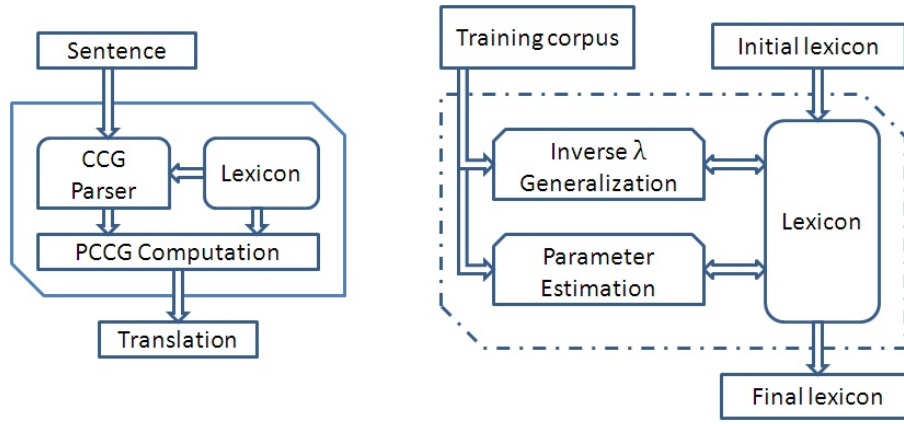 Sentence
CCG
Parser
Lexicon
PCCG Computation
Translation
Training corpus
Initial lexicon
Inverse λ
Generalization
Parameter
Estimation
Lexicon
Final lexicon